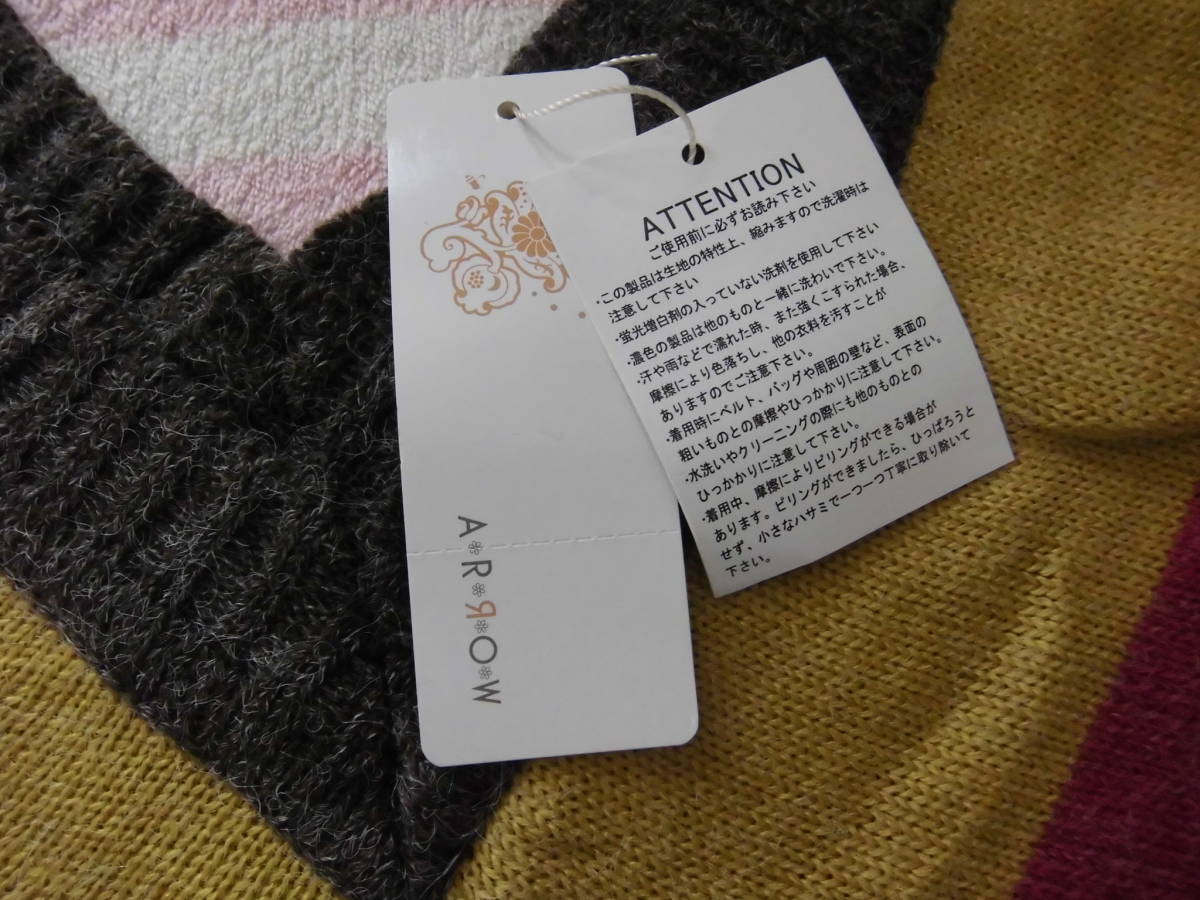 ATTENTION
ご使用前に必ずお読み下さい
・この製品は生地の特性上、縮みますので洗濯時は
注意して下さい
・蛍光増白剤の入っていない洗剤を使用して下さい
・濃色の製品は他のものと一緒に洗わいで下さい。
・汗や雨などで濡れた時、また強くこすられた場合、
摩擦により色落ちし、他の衣料を汚すことが
ありますのでご注意下さい。
・着用時にベルト、バッグや周囲の壁など、表面の
粗いものとの摩擦やひっかかりに注意して下さい。
・水洗いやクリーニングの際にも他のものとの
ひっかかりに注意して下さい。
・着用中、摩擦によりピリングができる場合が
あります。ピリングができましたら、ひっぱろうと
せず、小さなハサミで一つ一つ丁寧に取り除いて
下さい。
A*R*Я*O*W